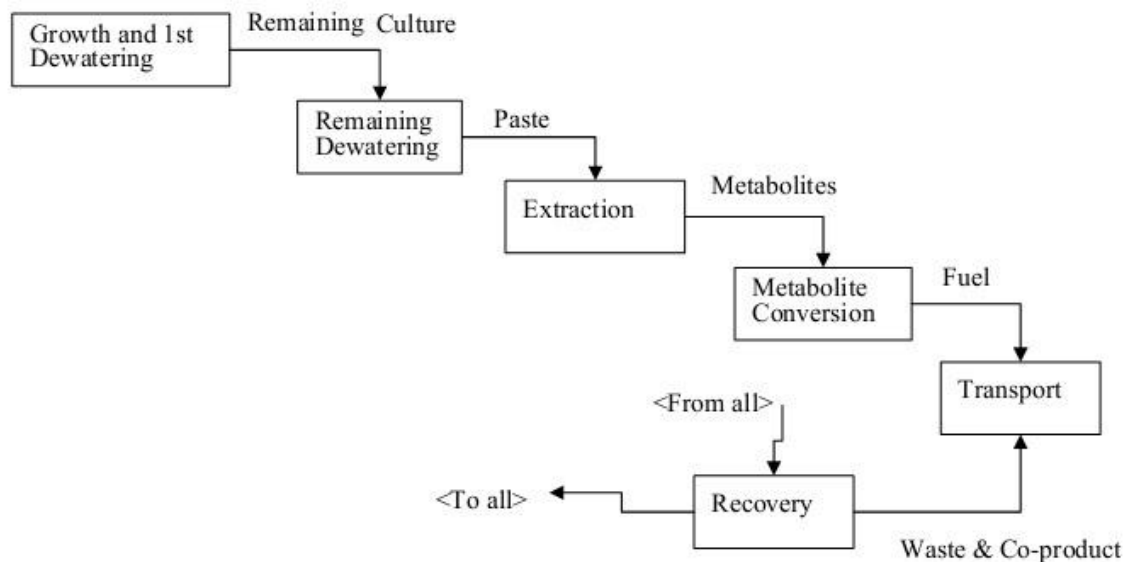 Growth and 1st
Dewatering
Remaining Culture
Remaining
Dewatering
Paste
Extraction
Metabolites
Metabolite
Conversion
Fuel
Transport
<From all>
<To all>
Recovery
Waste & Co-product